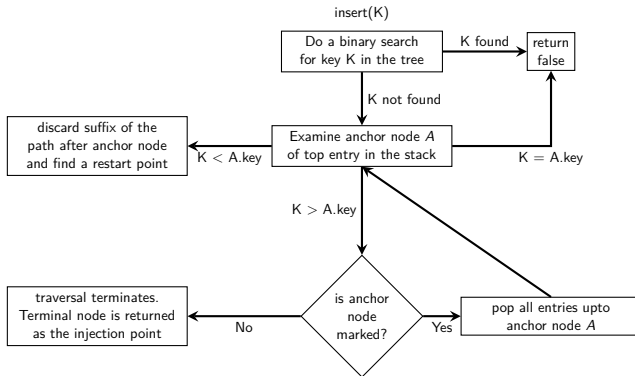 insert(K)
Do a binary search
for key K in the tree
K found
return
false
K not found
discard suffix of the
path after anchor node
and find a restart point
K < A.key
Examine anchor node A
of top entry in the stack
K = A.key
K > A.key
traversal terminates.
Terminal node is returned
as the injection point
No
is anchor
node
marked?
Yes
pop all entries upto
anchor node A